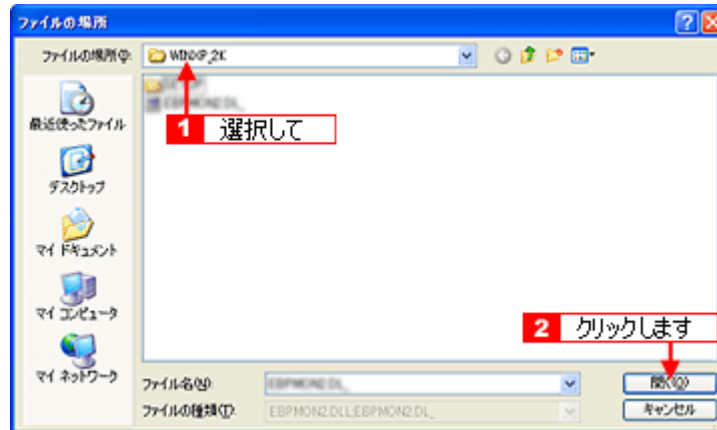 ファイルの場所
ファイルの場所(I):
WINXP_2K
1 選択して
最近使ったファイル
デスクトップ
マイ ドキュメント
マイ コンピュータ
マイ ネットワーク
2 クリックします
ファイル名(N):
開く(O)
ファイルの種類(T):
EBPMON2.DLL;EBPMON2.DL_
キャンセル